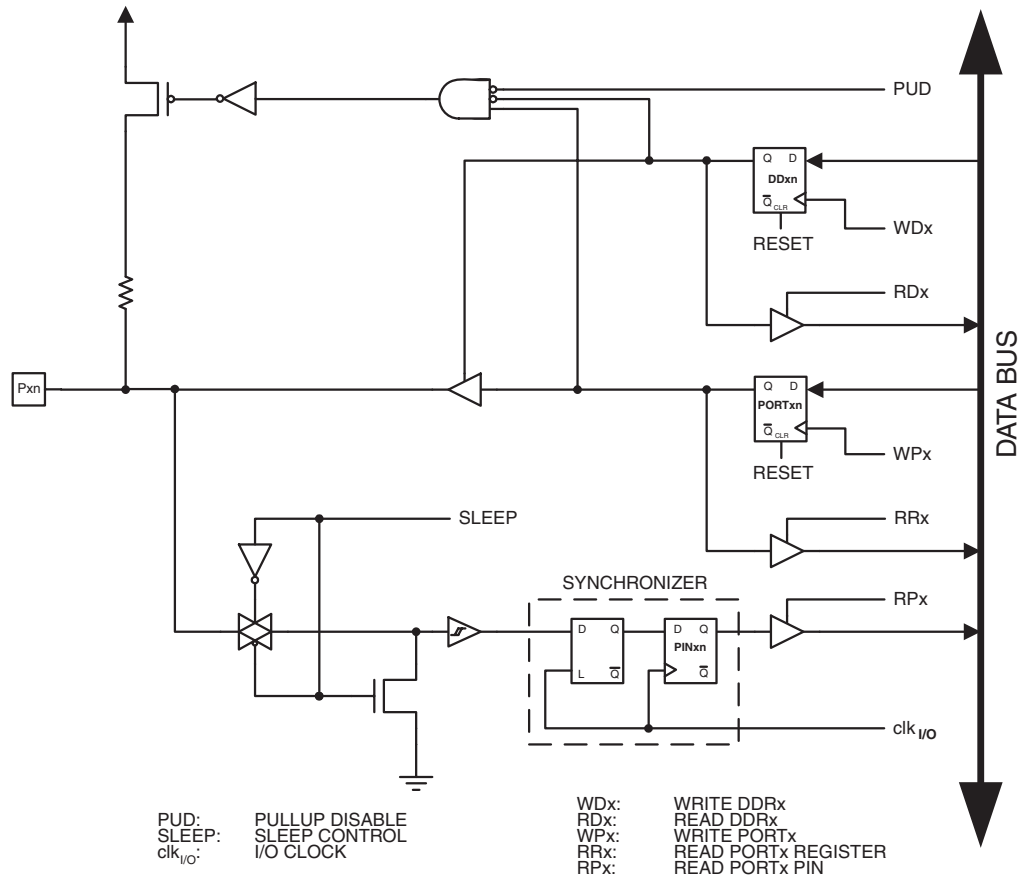 PUD
Q D
DDxn
Q CLR
WDx
RESET
RDx
Pxn
Q D
PORTxn
Q CLR
WPx
RESET
DATA BUS
SLEEP
RRx
SYNCHRONIZER
RPx
D Q
D Q
PINxn
L Q
Q
clk I/O
PUD: PULLUP DISABLE
SLEEP: SLEEP CONTROL
clk I/O: I/O CLOCK
WDx: WRITE DDRx
RDx: READ DDRx
WPx: WRITE PORTx
RRx: READ PORTx REGISTER
RPx: READ PORTx PIN